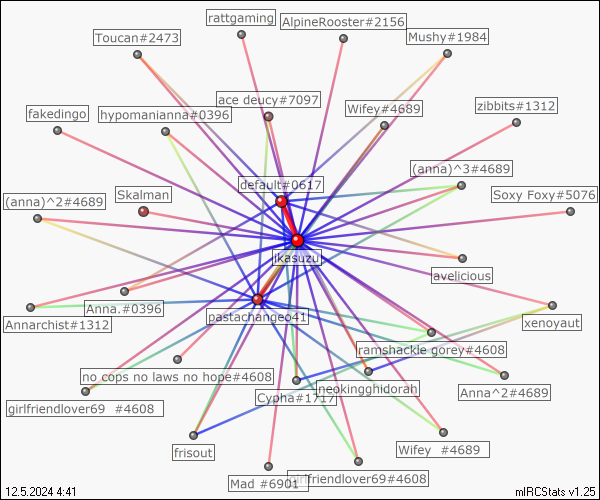 rattgaming
AlpineRooster#2156
Toucan#2473
Mushy#1984
ace deucy#7097
Wifey#4689
zibbits#1312
fakedingo
hypomanianna#0396
(anna)^3#4689
default#0617
Skalman
Soxy Foxy#5076
(anna)^2#4689
ikasuzu
avelicious
Anna.#0396
pastachangeo41
Annarchist#1312
xenoyaut
ramshackle gorey#4608
no cops no laws no hope#4608
neokingghidorah
Anna^2#4689
Cypha#1717
girlfriendlover69 #4608
frisout
Wifey #4689
Mad #6901
girlfriendlover69#4608
12.5.2024 4:41
mIRCStats v1.25